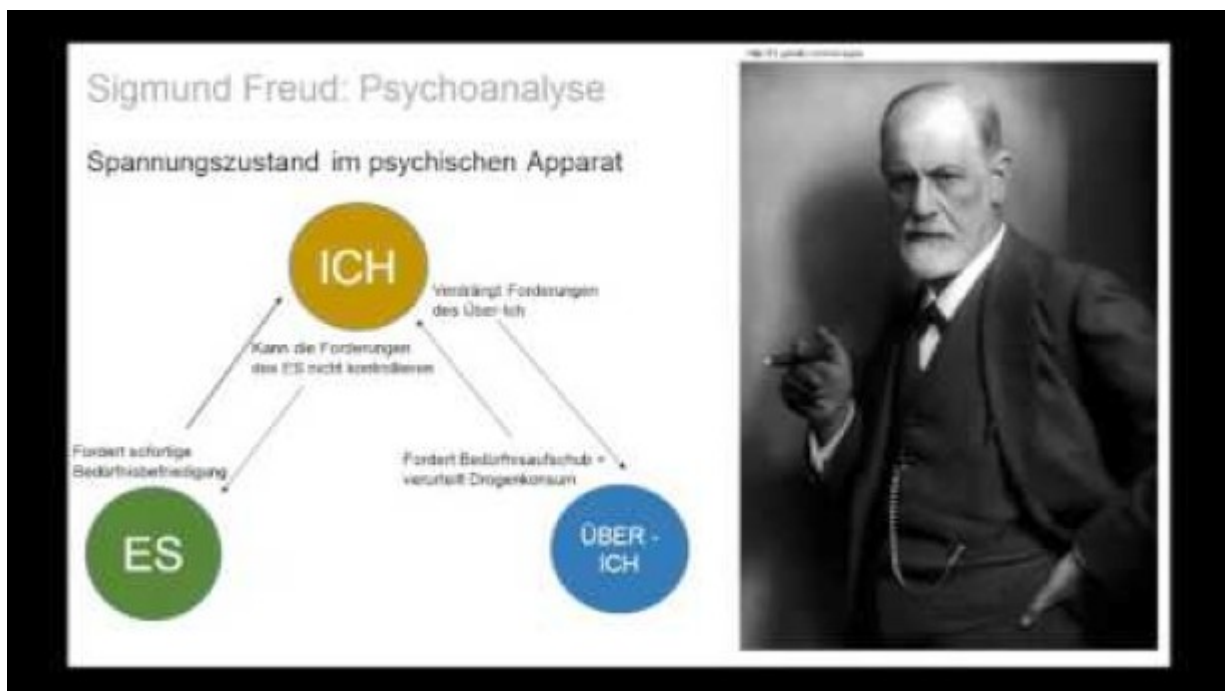 Sigmund Freud: Psychoanalyse
Spannungszustand im psychischen Apparat
ICH
Verdrängt Forderungen
des Über-Ich
Kann die Forderungen
des ES nicht kontrollieren
Fordert sofortige
Bedürfnisbefriedigung
Fordert Bedürfnisaufschub +
verurteilt Drogenkonsum
ES
ÜBER -
ICH